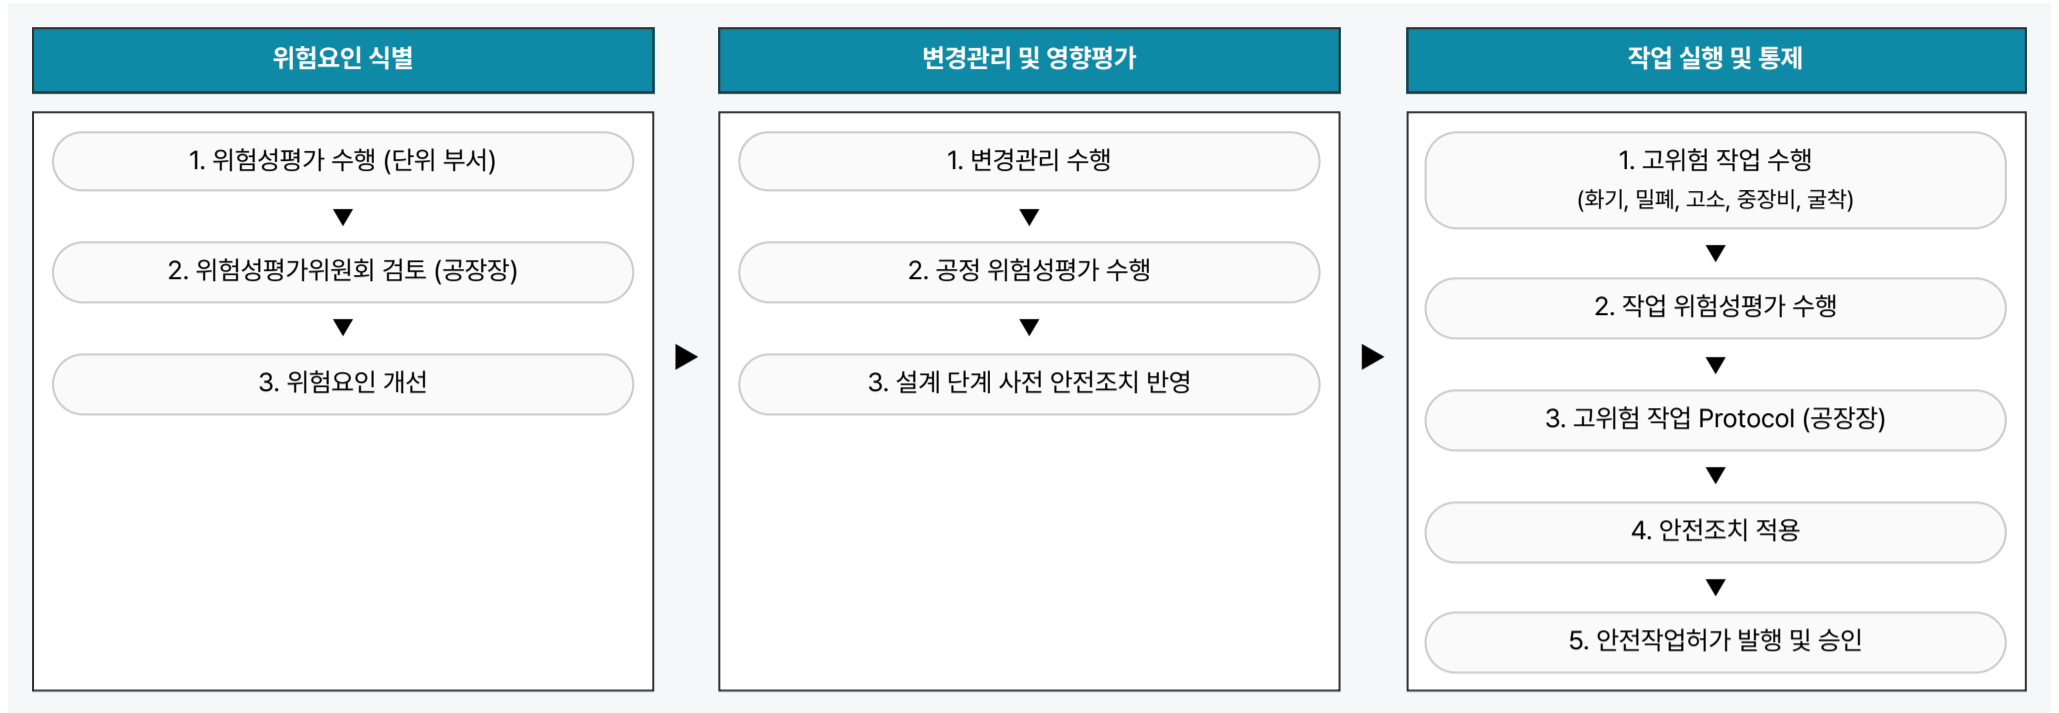 위험요인 식별
1. 위험성평가 수행 (단위 부서)
2. 위험성평가위원회 검토 (공장장)
3. 위험요인 개선
변경관리 및 영향평가
1. 변경관리 수행
2. 공정 위험성평가 수행
3. 설계 단계 사전 안전조치 반영
작업 실행 및 통제
1. 고위험 작업 수행
(화기, 밀폐, 고소, 중장비, 굴착)
2. 작업 위험성평가 수행
3. 고위험 작업 Protocol (공장장)
4. 안전조치 적용
5. 안전작업허가 발행 및 승인